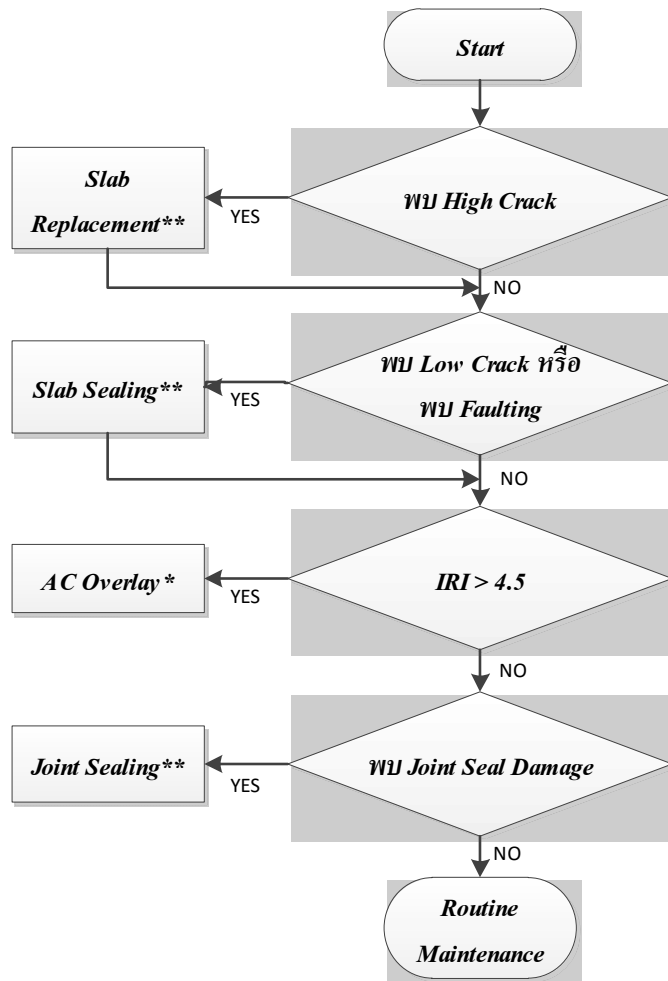 Start
Slab
Replacement**
YES
พบ High Crack
NO
Slab Sealing**
YES
พบ Low Crack หรือ
พบ Faulting
NO
AC Overlay*
YES
IRI > 4.5
NO
Joint Sealing**
YES
พบ Joint Seal Damage
NO
Routine
Maintenance